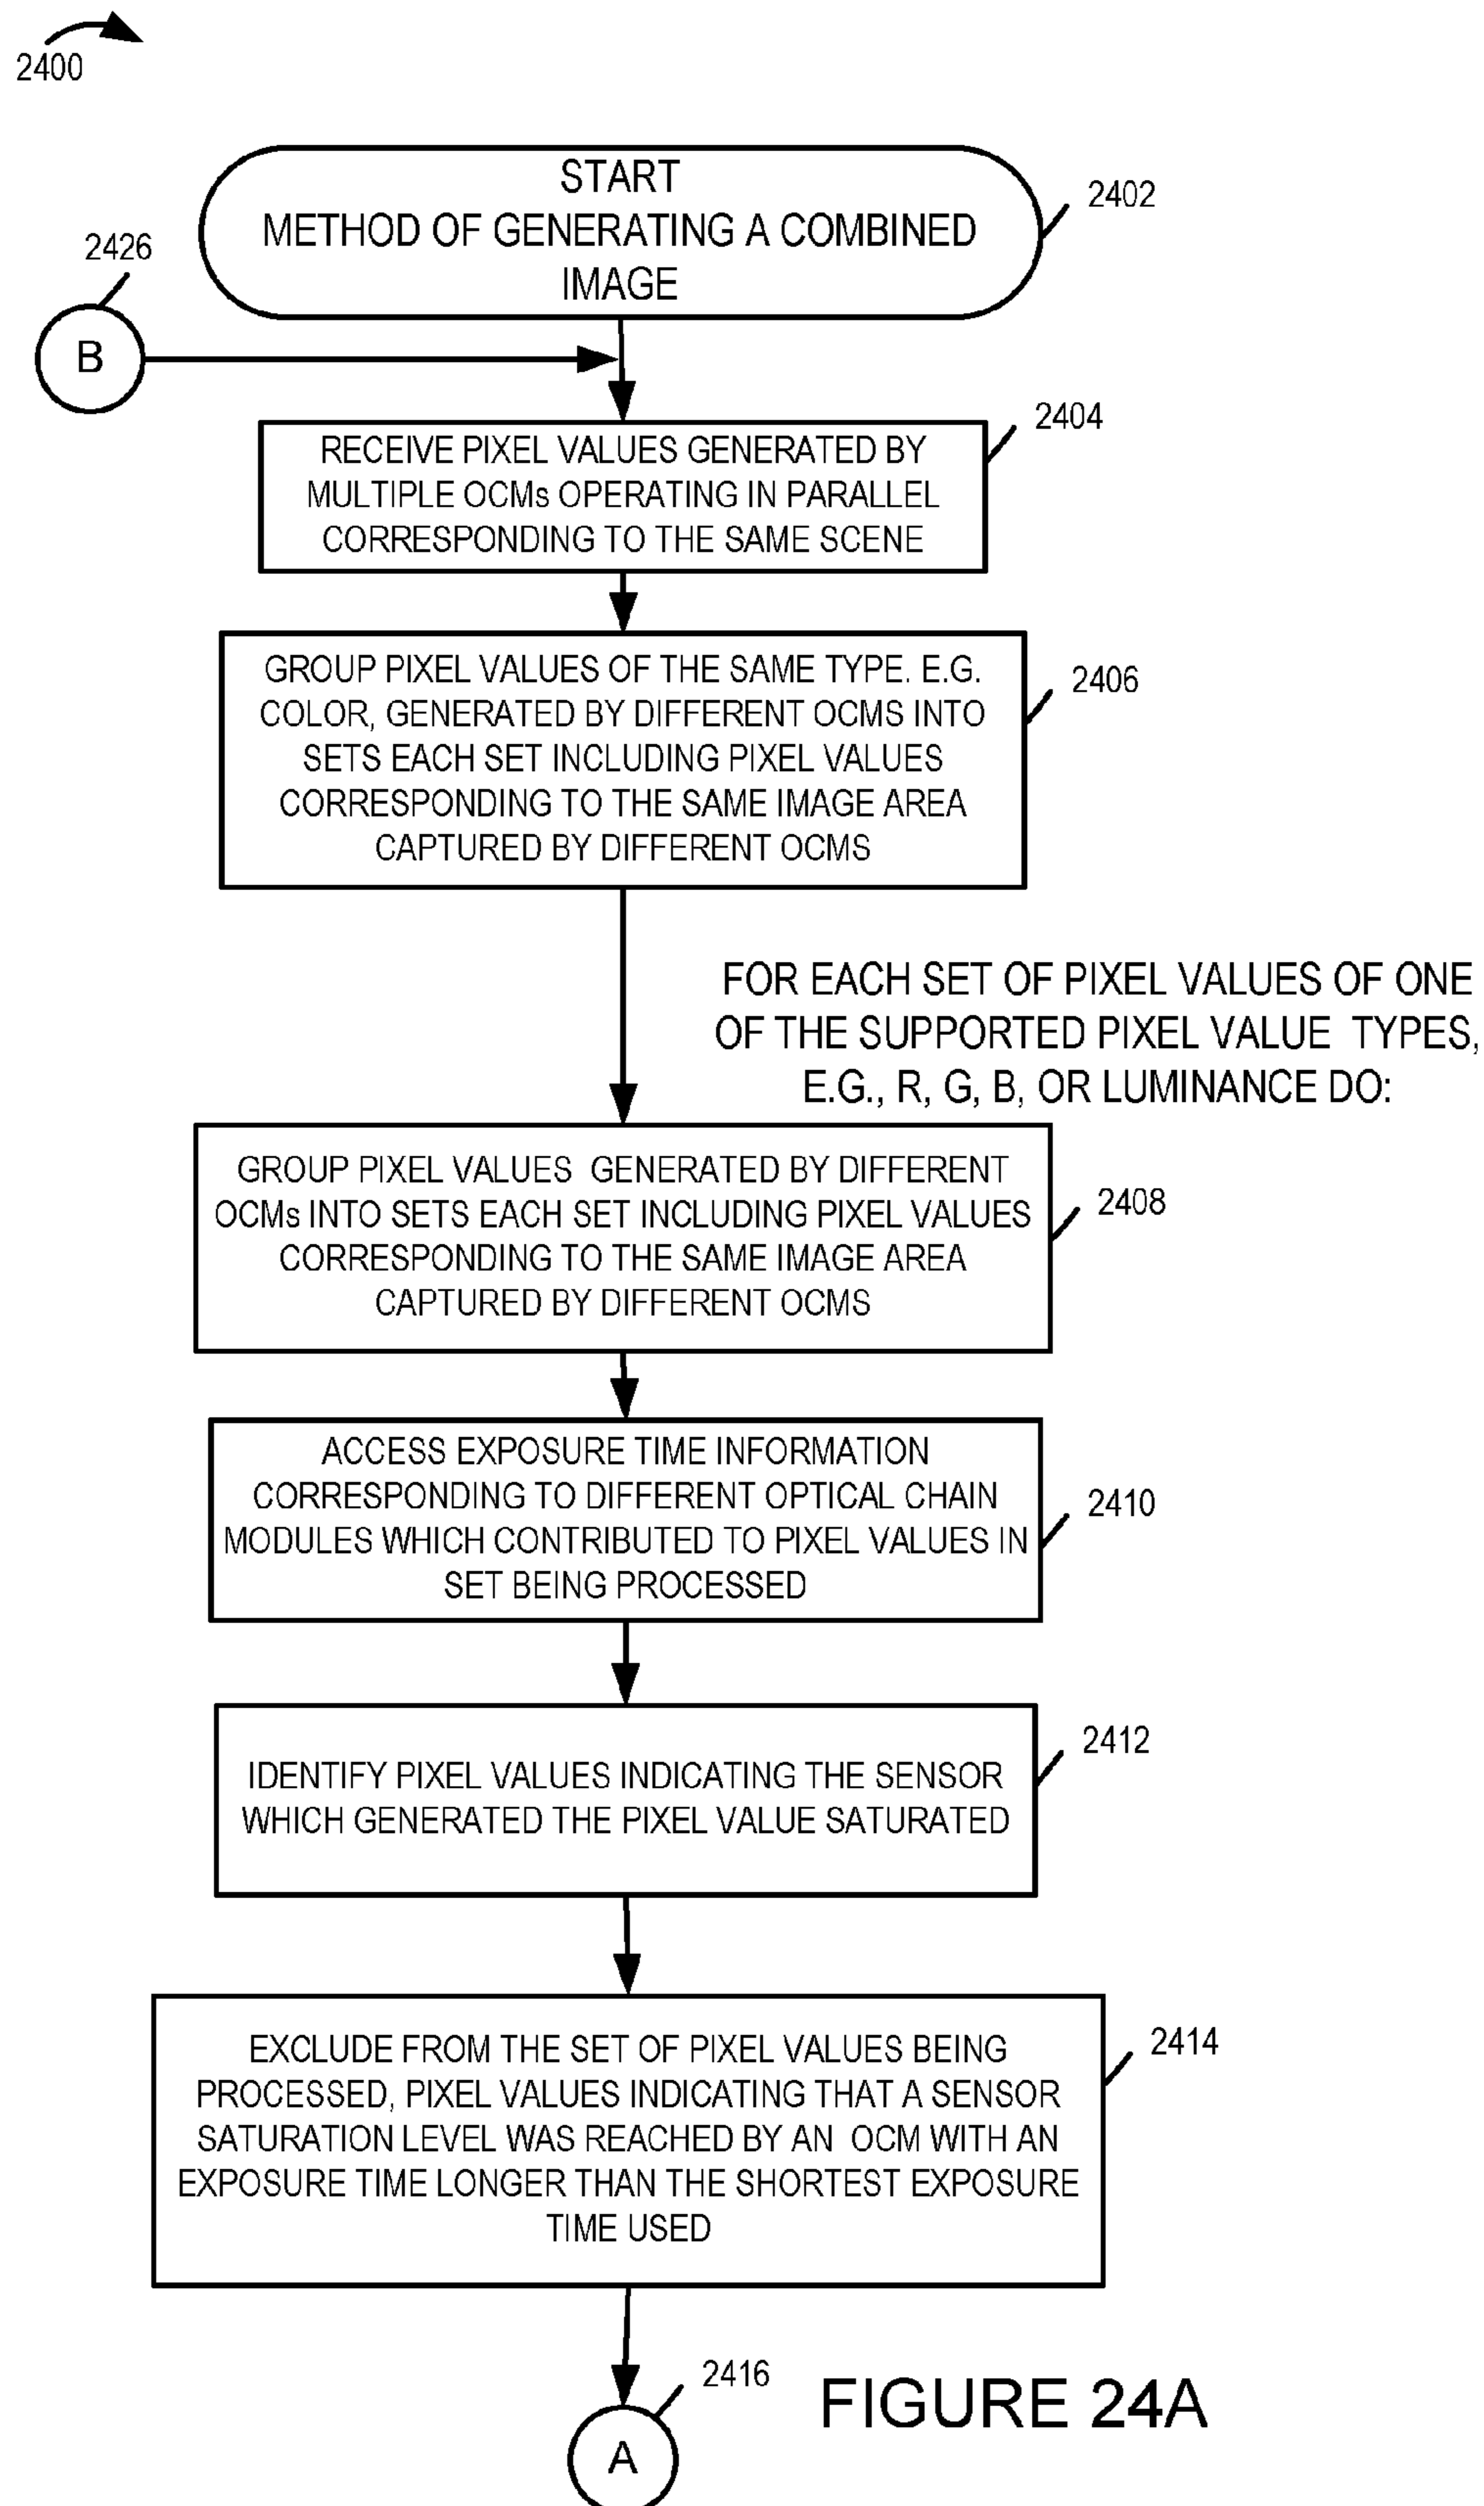 2400
START
METHOD OF GENERATING A COMBINED
IMAGE
2402
2426
B
2404
RECEIVE PIXEL VALUES GENERATED BY
MULTIPLE OCMs OPERATING IN PARALLEL
CORRESPONDING TO THE SAME SCENE
2406
GROUP PIXEL VALUES OF THE SAME TYPE. E.G.
COLOR, GENERATED BY DIFFERENT OCMS INTO
SETS EACH SET INCLUDING PIXEL VALUES
CORRESPONDING TO THE SAME IMAGE AREA
CAPTURED BY DIFFERENT OCMS
FOR EACH SET OF PIXEL VALUES OF ONE
OF THE SUPPORTED PIXEL VALUE TYPES,
E.G., R, G, B, OR LUMINANCE DO:
GROUP PIXEL VALUES GENERATED BY DIFFERENT
OCMs INTO SETS EACH SET INCLUDING PIXEL VALUES
CORRESPONDING TO THE SAME IMAGE AREA
CAPTURED BY DIFFERENT OCMS
2408
ACCESS EXPOSURE TIME INFORMATION
CORRESPONDING TO DIFFERENT OPTICAL CHAIN
MODULES WHICH CONTRIBUTED TO PIXEL VALUES IN
SET BEING PROCESSED
2410
2412
IDENTIFY PIXEL VALUES INDICATING THE SENSOR
WHICH GENERATED THE PIXEL VALUE SATURATED
2414
EXCLUDE FROM THE SET OF PIXEL VALUES BEING
PROCESSED, PIXEL VALUES INDICATING THAT A SENSOR
SATURATION LEVEL WAS REACHED BY AN OCM WITH AN
EXPOSURE TIME LONGER THAN THE SHORTEST EXPOSURE
TIME USED
2416
A
FIGURE 24A